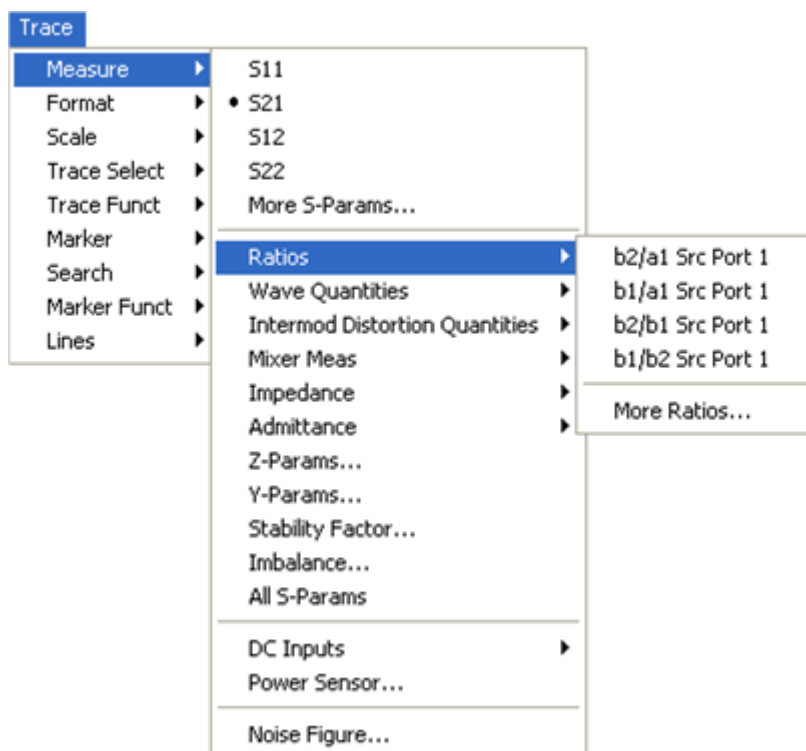 Trace
Measure
Format
Scale
Trace Select
Trace Funct
Marker
Search
Marker Funct
Lines
S11
S21
S12
S22
More S-Params...
Ratios
Wave Quantities
Intermod Distortion Quantities
Mixer Meas
Impedance
Admittance
Z-Params...
Y-Params...
Stability Factor...
Imbalance...
All S-Params
DC Inputs
Power Sensor...
Noise Figure...
b2/a1 Src Port 1
b1/a1 Src Port 1
b2/b1 Src Port 1
b1/b2 Src Port 1
More Ratios...